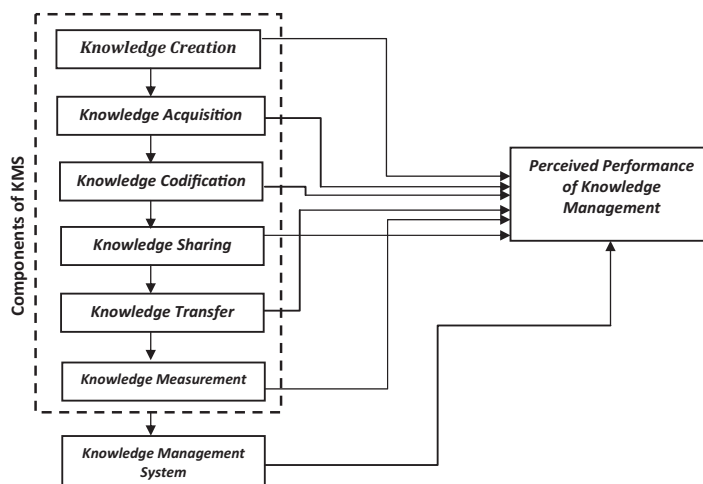 Components of KMS
Knowledge Creation
Knowledge Acquisition
Knowledge Codification
Knowledge Sharing
Knowledge Transfer
Knowledge Measurement
Knowledge Management
System
Perceived Performance
of Knowledge
Management